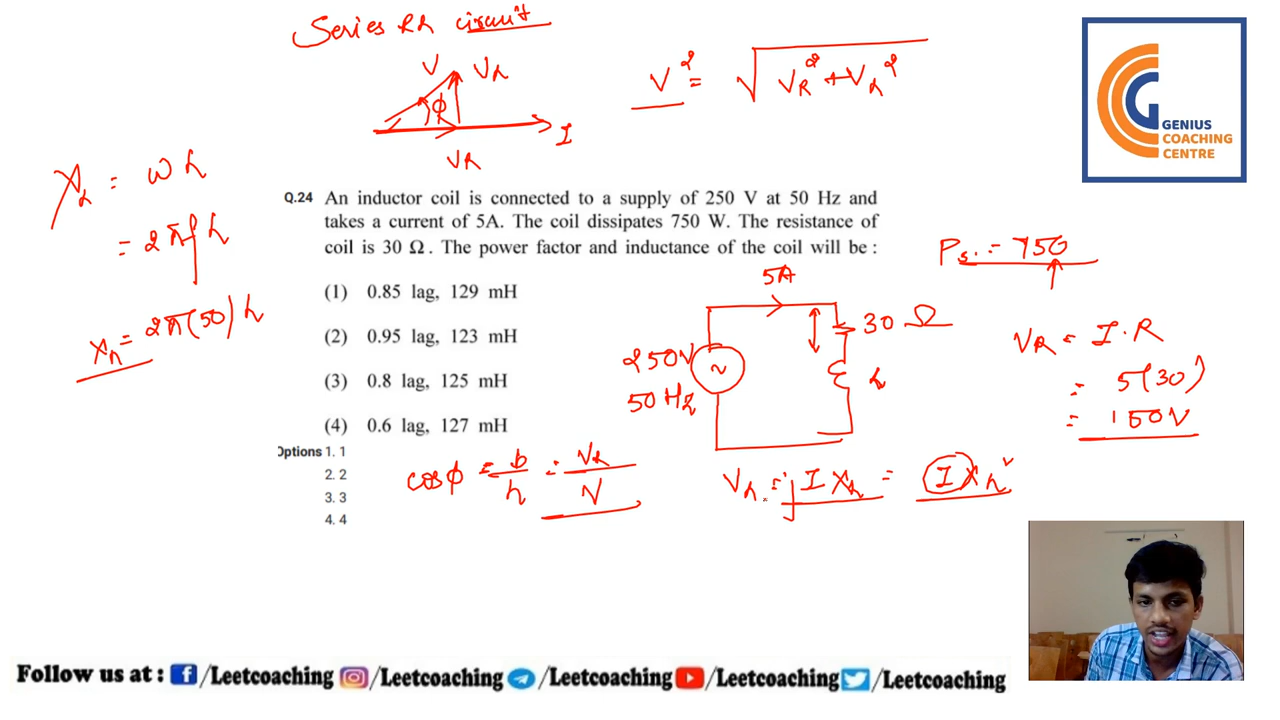 Series RL circuit
V
VL
ϕ
I
VR
V² = √VR² + VL²
GENIUS
COACHING
CENTRE
XL = ωL
= 2πfL
XL = 2π(50)L
Q.24 An inductor coil is connected to a supply of 250 V at 50 Hz and
takes a current of 5A. The coil dissipates 750 W. The resistance of
coil is 30 Ω. The power factor and inductance of the coil will be :
(1) 0.85 lag, 129 mH
(2) 0.95 lag, 123 mH
(3) 0.8 lag, 125 mH
(4) 0.6 lag, 127 mH
Options 1. 1
2. 2
3. 3
4. 4
= 750
5A
30 Ω
250V
50 Hz
L
VR = I.R
= 5(30)
= 150V
cosϕ = b/h = VR/V
VL = jIXL = IXL
Follow us at : /Leetcoaching /Leetcoaching /Leetcoaching /Leetcoaching /Leetcoaching